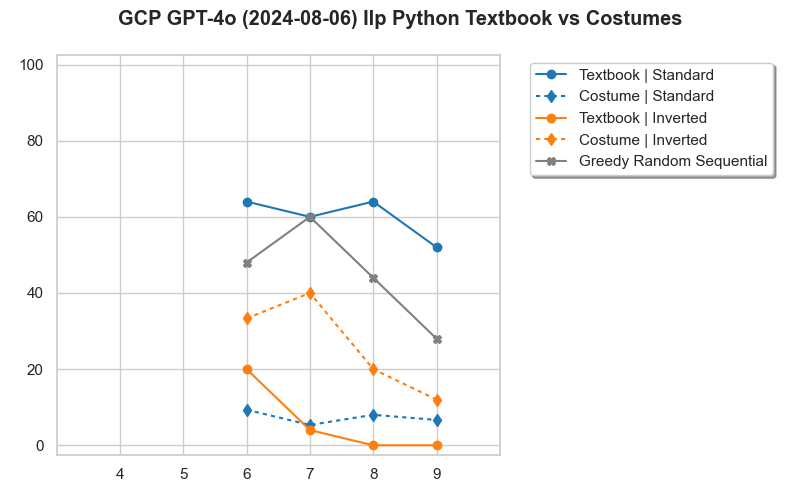 GCP GPT-4o (2024-08-06) Ilp Python Textbook vs Costumes
100
80
60
40
20
0
4 5 6 7 8 9
Textbook | Standard
Costume | Standard
Textbook | Inverted
Costume | Inverted
Greedy Random Sequential